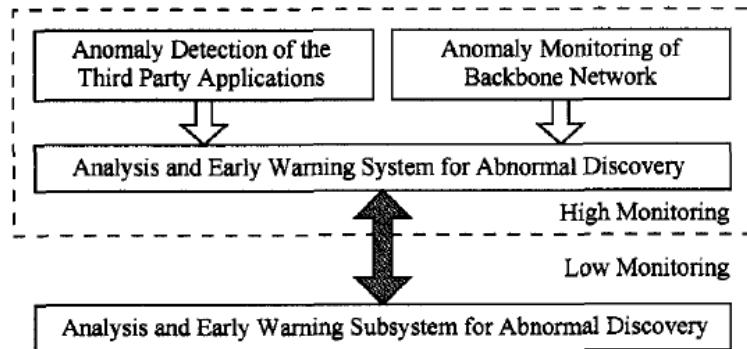 Anomaly Detection of the
Third Party Applications
Anomaly Monitoring of
Backbone Network
Analysis and Early Warning System for Abnormal Discovery
High Monitoring
Low Monitoring
Analysis and Early Warning Subsystem for Abnormal Discovery